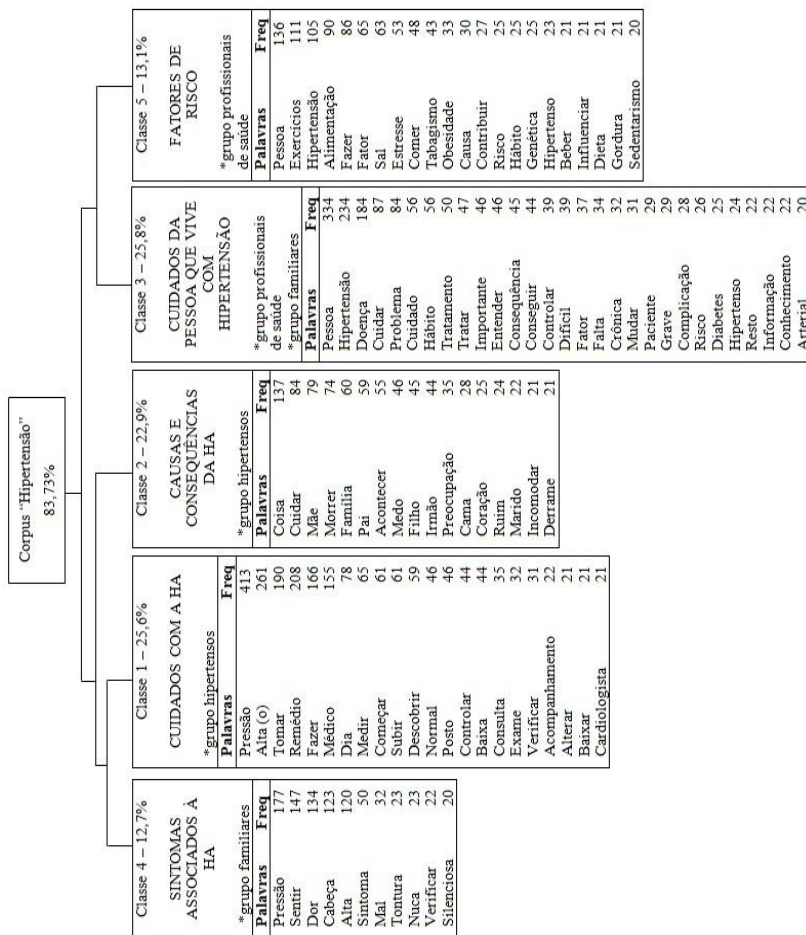 Corpus “Hipertensão”
83,73%
Classe 4 – 12,7%
SINTOMAS
ASSOCIADOS À
HA
*grupo familiares
Palavras Freq
Pressão 177
Sentir 147
Dor 134
Cabeça 123
Alta 120
Sintoma 50
Mal 32
Tontura 23
Nuca 23
Verificar 22
Silenciosa 20
Classe 1 – 25,6%
CUIDADOS COM A HA
*grupo hipertensos
Palavras Freq
Pressão 413
Alta (o) 261
Tomar 190
Remédio 208
Fazer 166
Médico 155
Dia 78
Medir 65
Começar 61
Subir 61
Descobrir 59
Normal 46
Posto 46
Controlar 44
Baixa 44
Consulta 35
Exame 32
Verificar 31
Acompanhamento 22
Alterar 21
Baixar 21
Cardiologista 21
Classe 2 – 22,9%
CAUSAS E
CONSEQUÊNCIAS
DA HA
*grupo hipertensos
Palavras Freq
Coisa 137
Cuidar 84
Mãe 79
Morrer 74
Família 60
Pai 59
Acontecer 55
Medo 46
Filho 45
Irmão 44
Preocupação 35
Cama 28
Coração 25
Ruim 24
Marido 22
Incomodar 21
Derrame 21
Classe 3 – 25,8%
CUIDADOS DA
PESSOA QUE VIVE
COM
HIPERTENSÃO
*grupo profissionais
de saúde
*grupo familiares
Palavras Freq
Pessoa 334
Hipertensão 234
Doença 184
Cuidar 87
Problema 84
Cuidado 56
Hábito 56
Tratamento 50
Tratar 47
Importante 46
Entender 46
Consequência 45
Conseguir 44
Controlar 39
Difícil 39
Fator 37
Falta 34
Crônica 32
Mudar 31
Paciente 29
Grave 29
Complicação 28
Risco 26
Diabetes 25
Hipertenso 24
Resto 22
Informação 22
Conhecimento 22
Arterial 20
Classe 5 – 13,1%
FATORES DE
RISCO
*grupo profissionais
de saúde
Palavras Freq
Pessoa 136
Exercícios 111
Hipertensão 105
Alimentação 90
Fazer 86
Fator 65
Sal 63
Estresse 53
Comer 48
Tabagismo 43
Obesidade 33
Causa 30
Contribuir 27
Risco 25
Hábito 25
Genética 25
Hipertenso 23
Beber 21
Influenciar 21
Dieta 21
Gordura 21
Sedentarismo 20